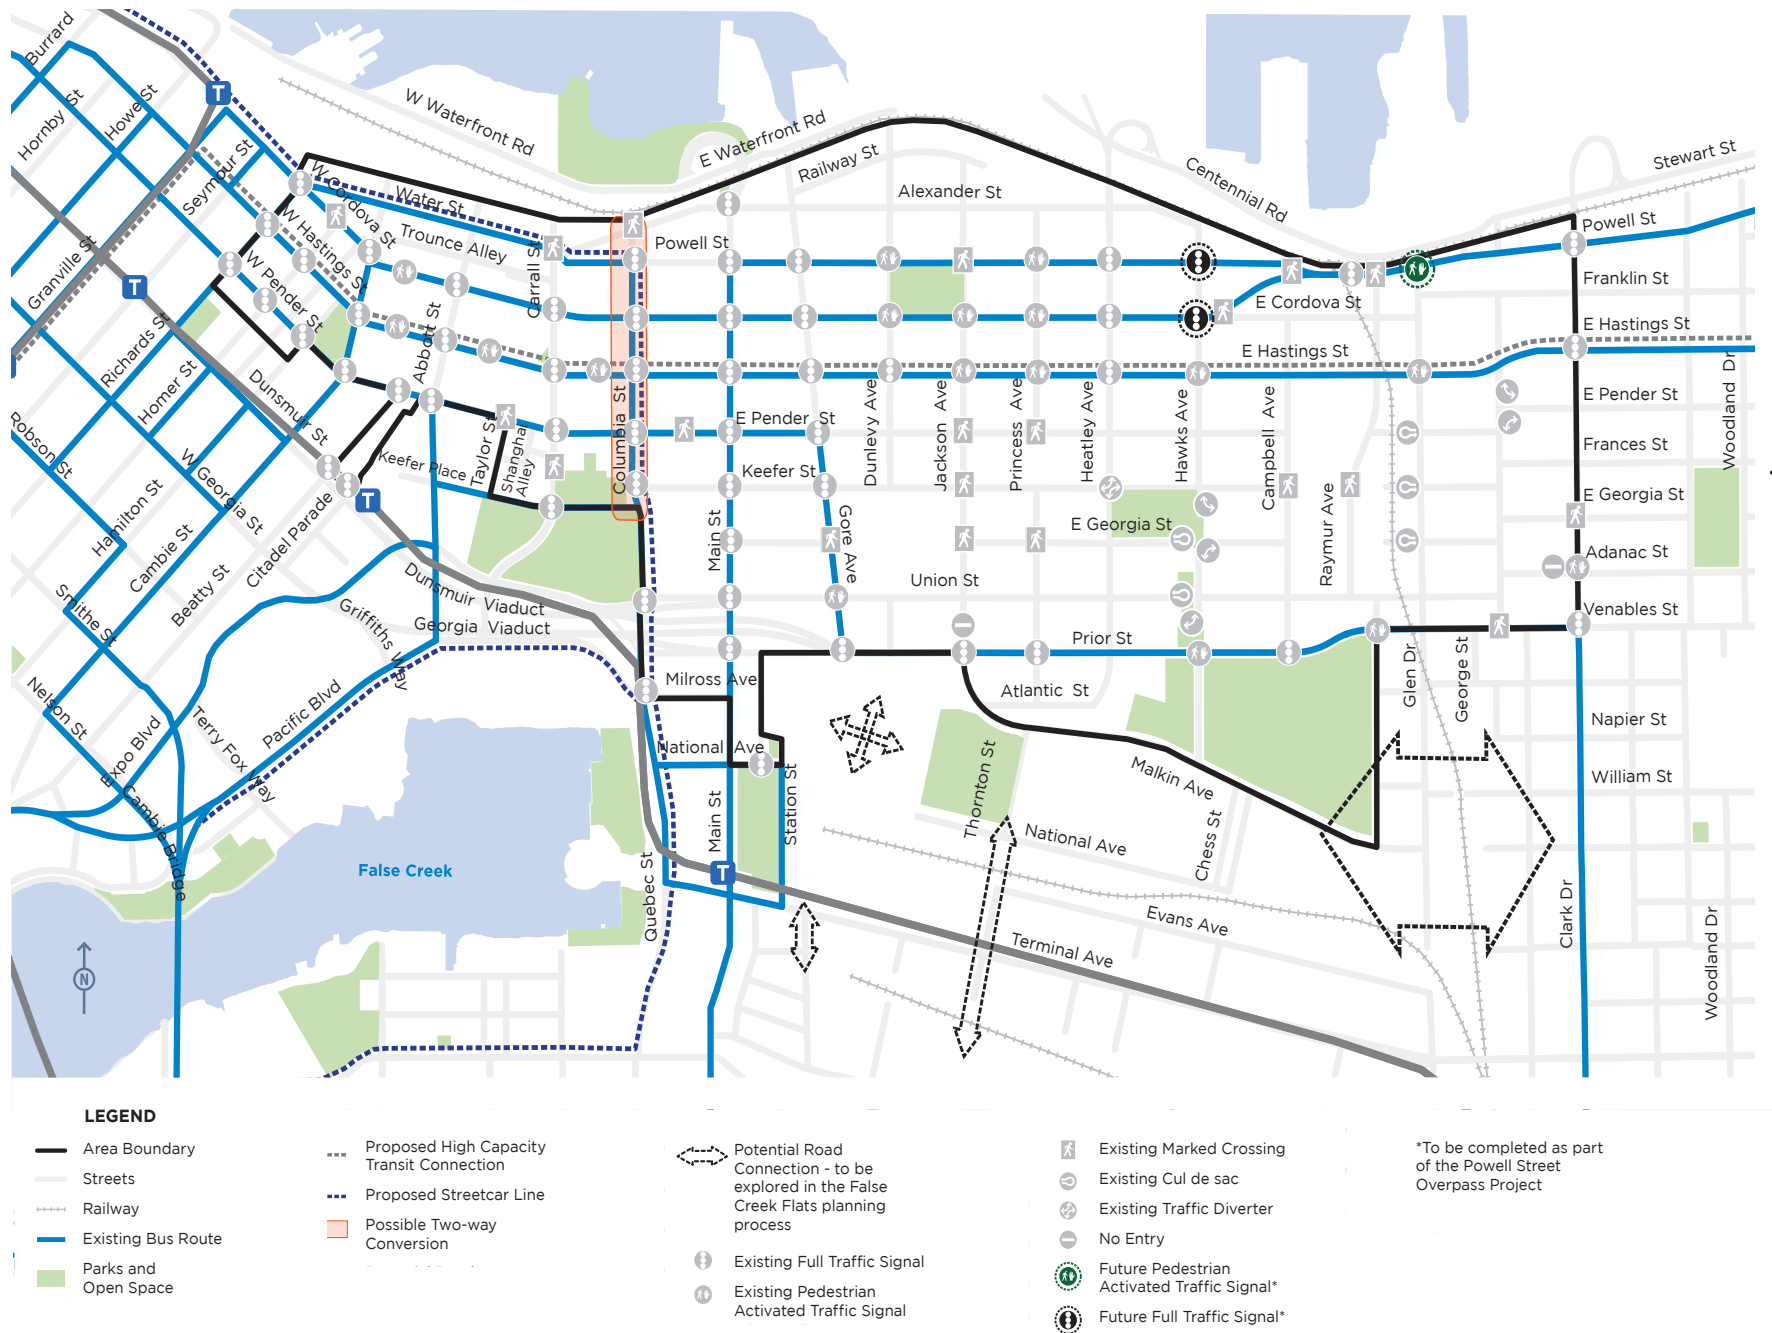 Burrard
Hornby St
Howe St
Seymour St
Granville St
Richards St
Homer St
Robson St
Hamilton St
W Georgia St
Cambie St
Smithe St
Beatty St
Citadel Parade
Nelson St
Expo Blvd
Terry Fox Way
Cambie Bridge
Pacific Blvd
Griffiths Way
Dunsmuir St
Dunsmuir Viaduct
Georgia Viaduct
T
T
T
T
W Waterfront Rd
E Waterfront Rd
Railway St
Alexander St
Centennial Rd
Stewart St
Water St
W Cordova St
Trounce Alley
W Hastings St
W Pender St
Abbott St
Carrall St
Taylor St
Shanghai
Alley
Keefer Place
Columbia St
Powell St
Powell St
Franklin St
E Cordova St
E Hastings St
E Hastings St
E Pender St
E Pender St
Frances St
Keefer St
E Georgia St
E Georgia St
Adanac St
Union St
Venables St
Prior St
Main St
Gore Ave
Dunlevy Ave
Jackson Ave
Princess Ave
Heatley Ave
Hawks Ave
Campbell Ave
Raymur Ave
Glen Dr
George St
Woodland Dr
Milross Ave
National Ave
Atlantic St
Napier St
William St
Malkin Ave
Thornton St
National Ave
Chess St
Station St
Main St
Quebec St
Evans Ave
Terminal Ave
Clark Dr
Woodland Dr
False Creek
N
LEGEND
Area Boundary
Streets
Railway
Existing Bus Route
Parks and
Open Space
Proposed High Capacity
Transit Connection
Proposed Streetcar Line
Possible Two-way
Conversion
Potential Road
Connection - to be
explored in the False
Creek Flats planning
process
Existing Full Traffic Signal
Existing Pedestrian
Activated Traffic Signal
Existing Marked Crossing
Existing Cul de sac
Existing Traffic Diverter
No Entry
Future Pedestrian
Activated Traffic Signal*
Future Full Traffic Signal*
*To be completed as part
of the Powell Street
Overpass Project